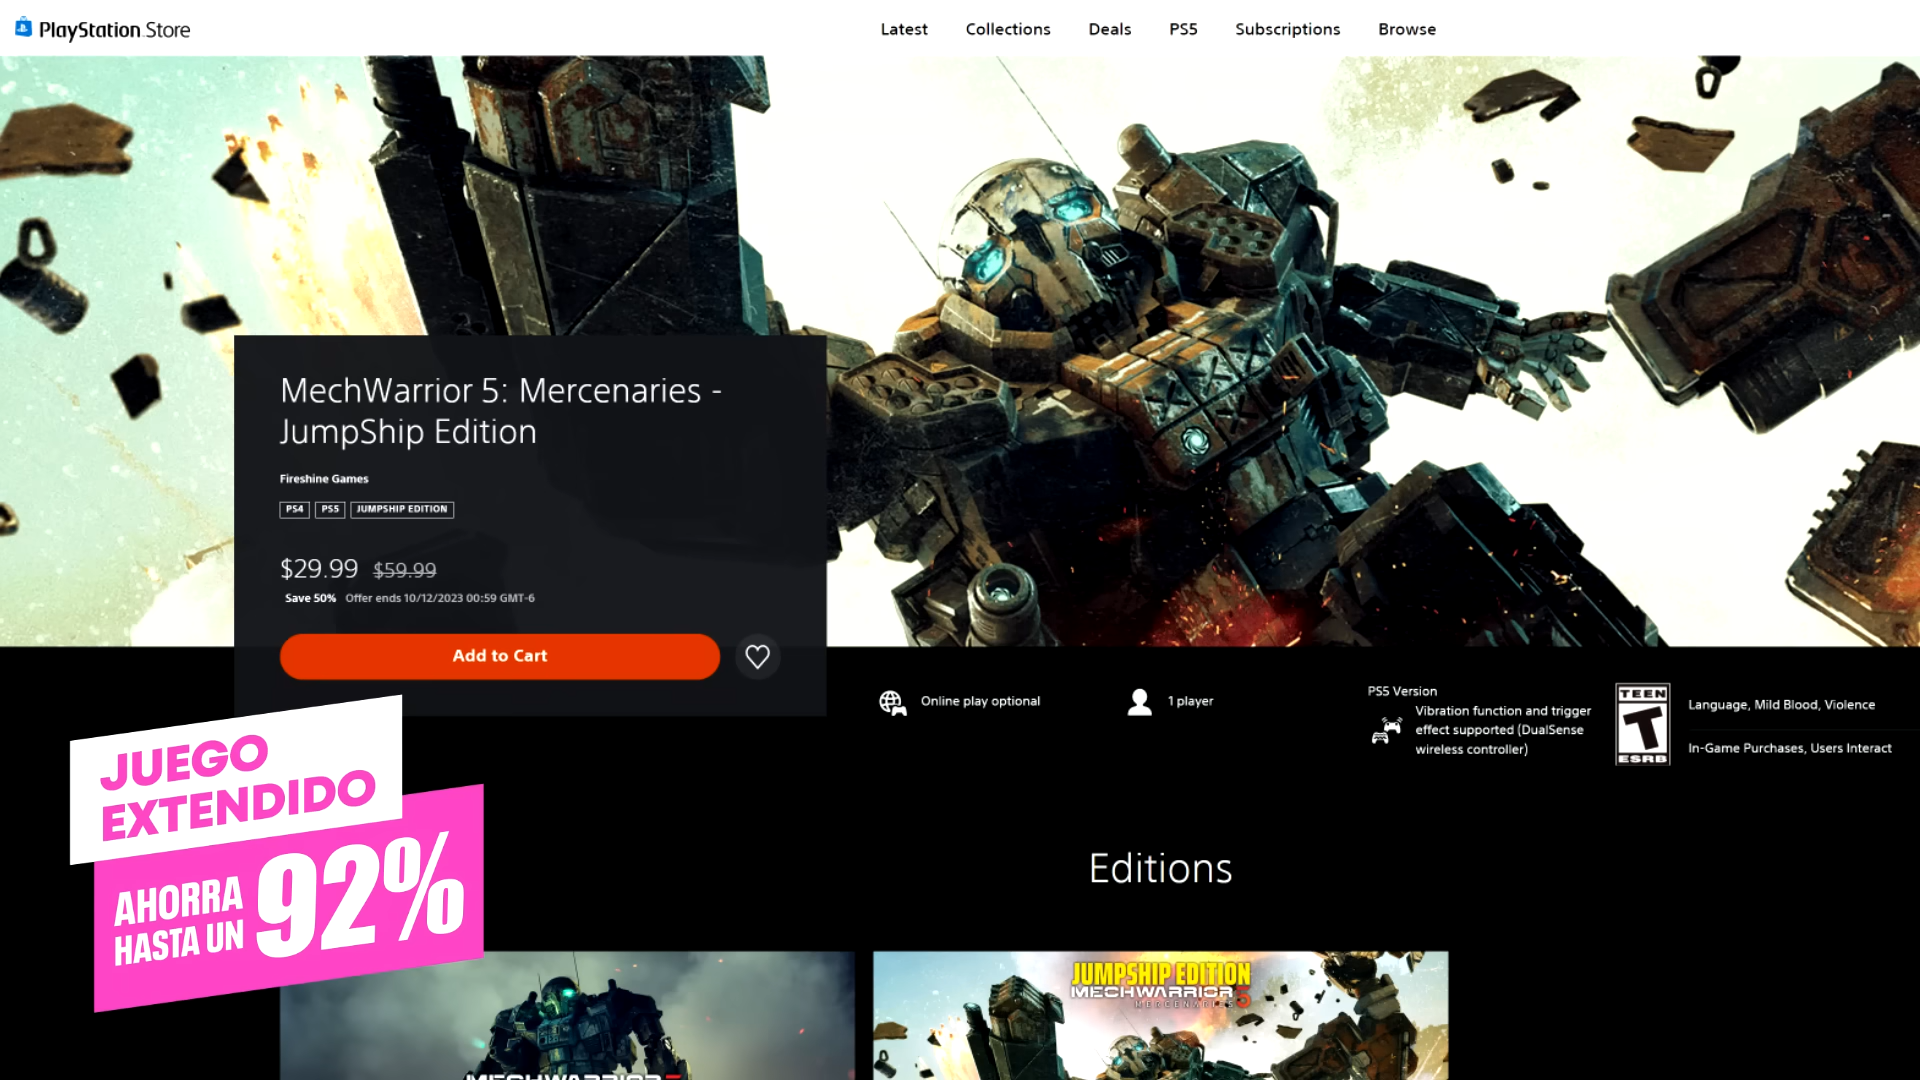 PlayStation Store
Latest
Collections
Deals
PS5
Subscriptions
Browse
MechWarrior 5: Mercenaries -
JumpShip Edition
Fireshine Games
PS4
PS5
JUMPSHIP EDITION
$29.99 $59.99
Save 50% Offer ends 10/12/2023 00:59 GMT-6
Add to Cart
Online play optional
1 player
PS5 Version
Vibration function and trigger
effect supported (DualSense
wireless controller)
TEEN
T
ESRB
Language, Mild Blood, Violence
In-Game Purchases, Users Interact
JUEGO
EXTENDIDO
AHORRA
HASTA UN
92%
Editions
MECHWARRIOR 5
JUMPSHIP EDITION
MECHWARRIOR 5
MERCENARIES